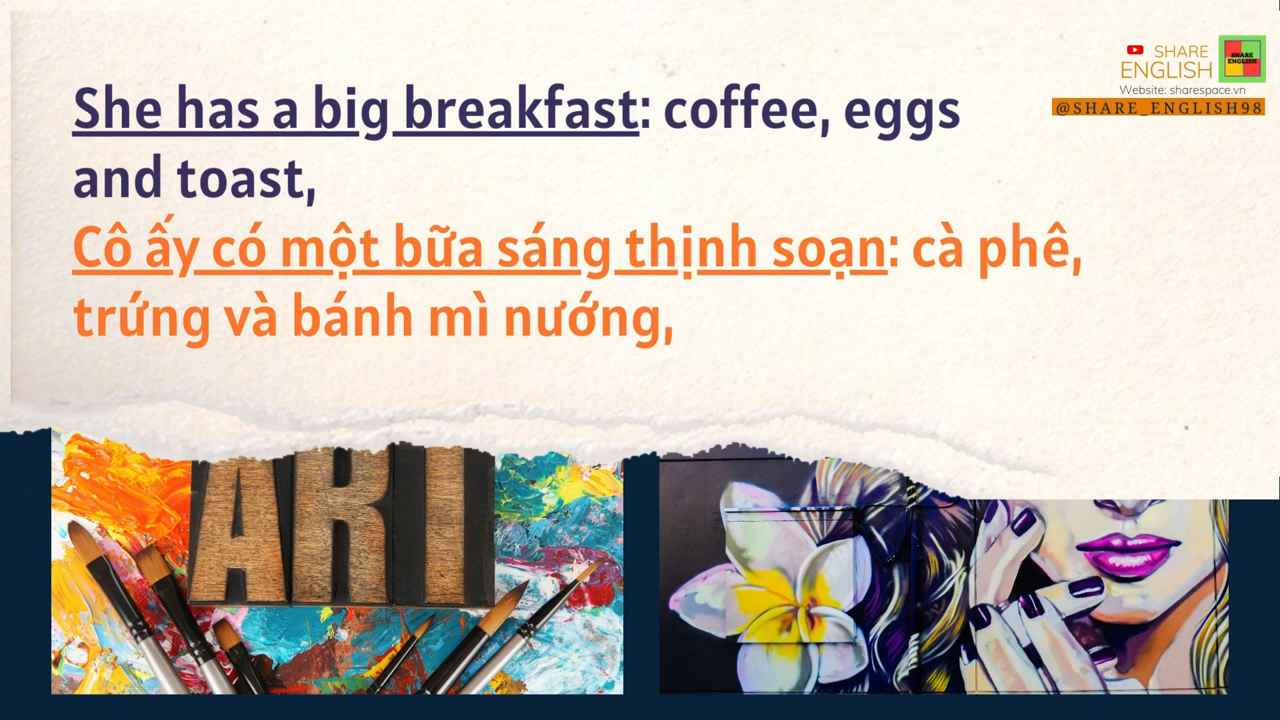 She has a big breakfast: coffee, eggs
and toast,
Cô ấy có một bữa sáng thịnh soạn: cà phê,
trứng và bánh mì nướng,
SHARE
ENGLISH
SHARE
ENGLISH
Website: sharespace.vn
@SHARE_ENGLISH98
ART